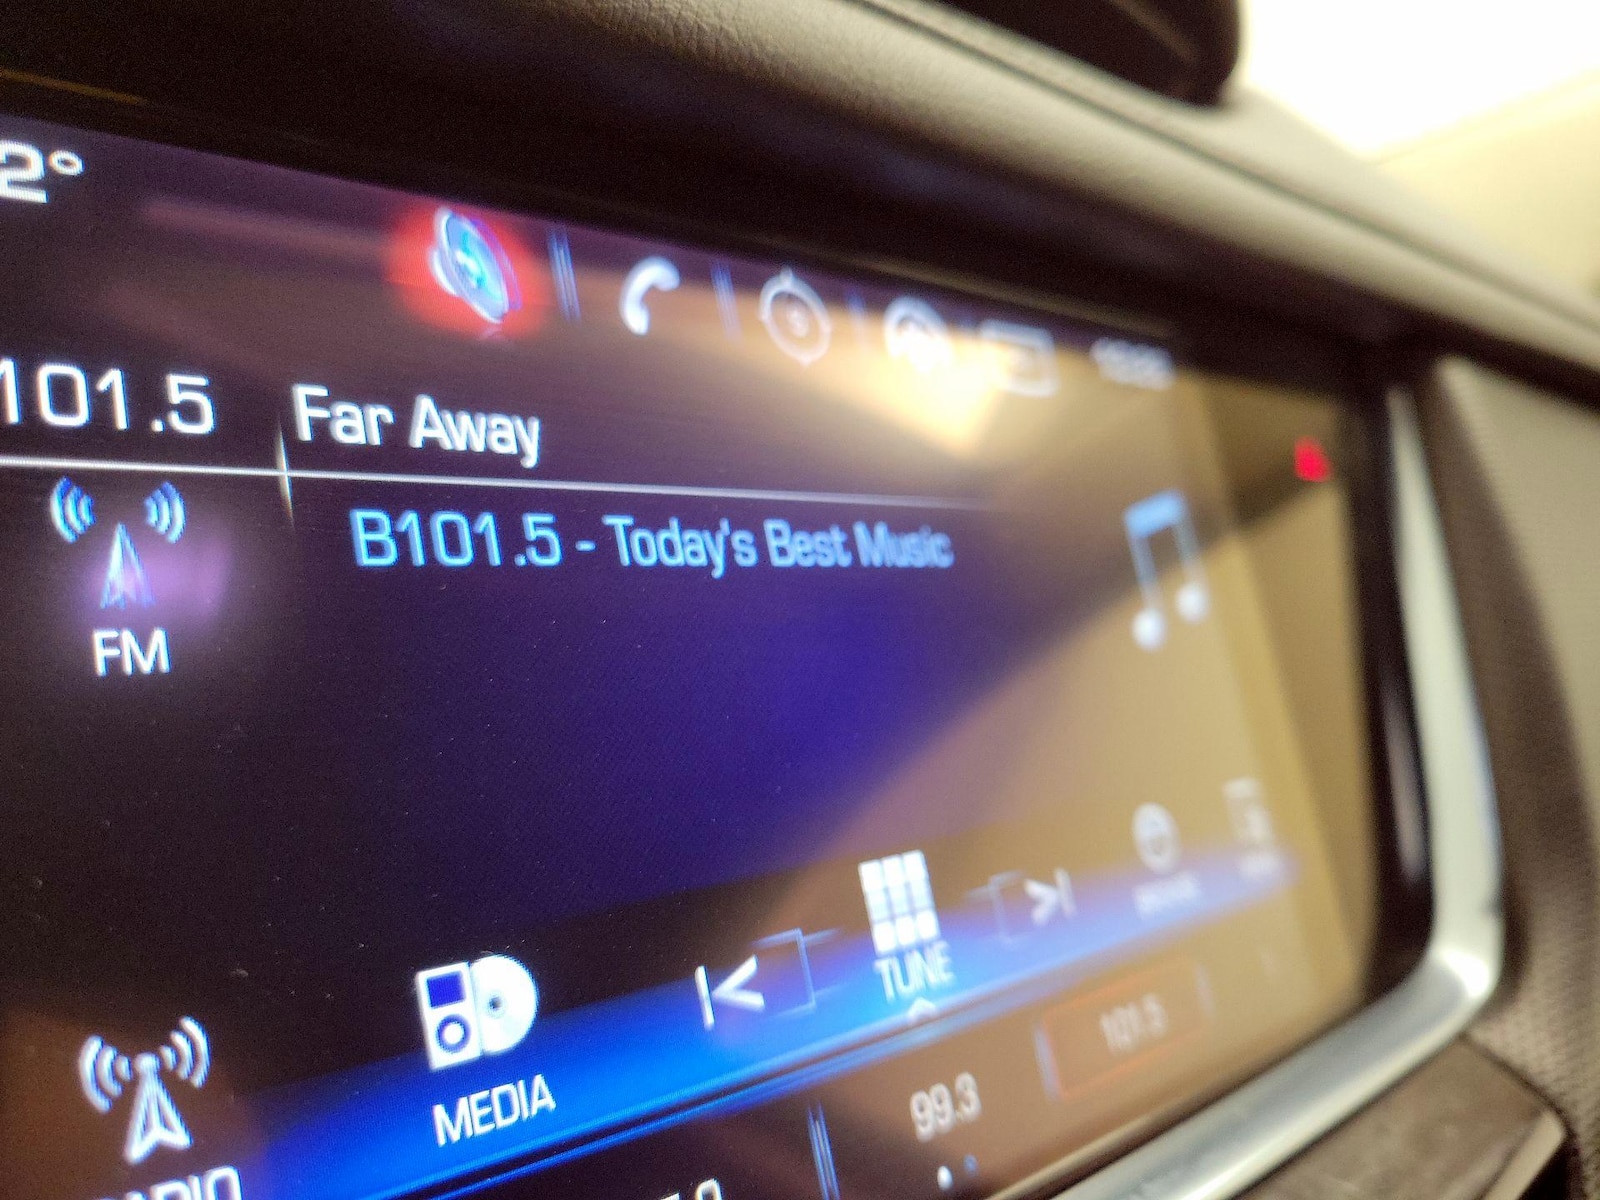 2°
101.5
Far Away
B101.5 - Today's Best Music
FM
TUNE
MEDIA
101.5
99.3